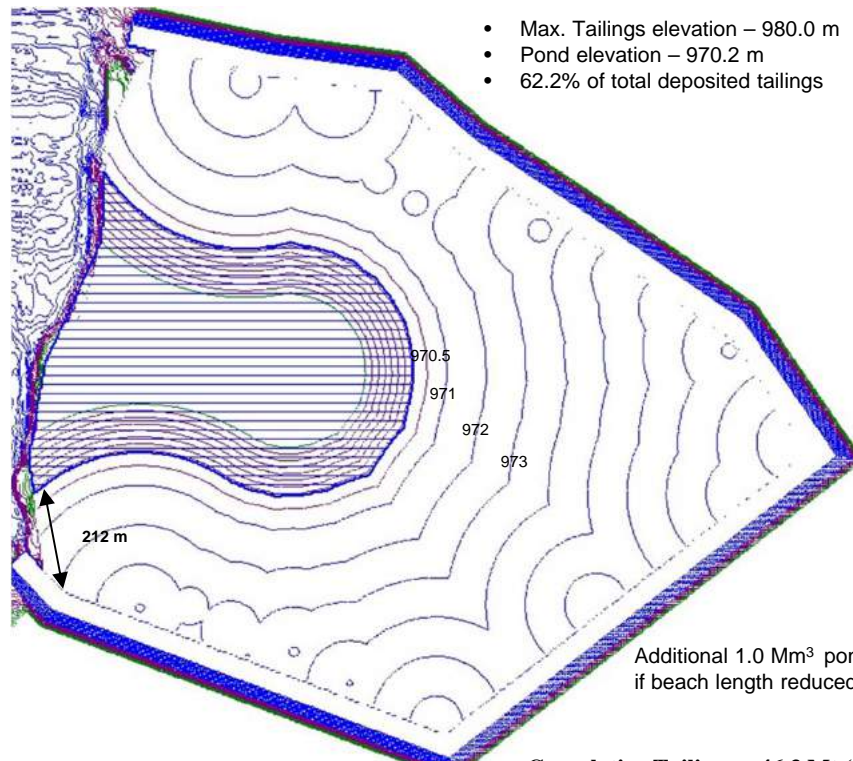 • Max. Tailings elevation – 980.0 m
• Pond elevation – 970.2 m
• 62.2% of total deposited tailings
970.5
971
972
973
212 m
Additional 1.0 Mm³
if beach length reduced